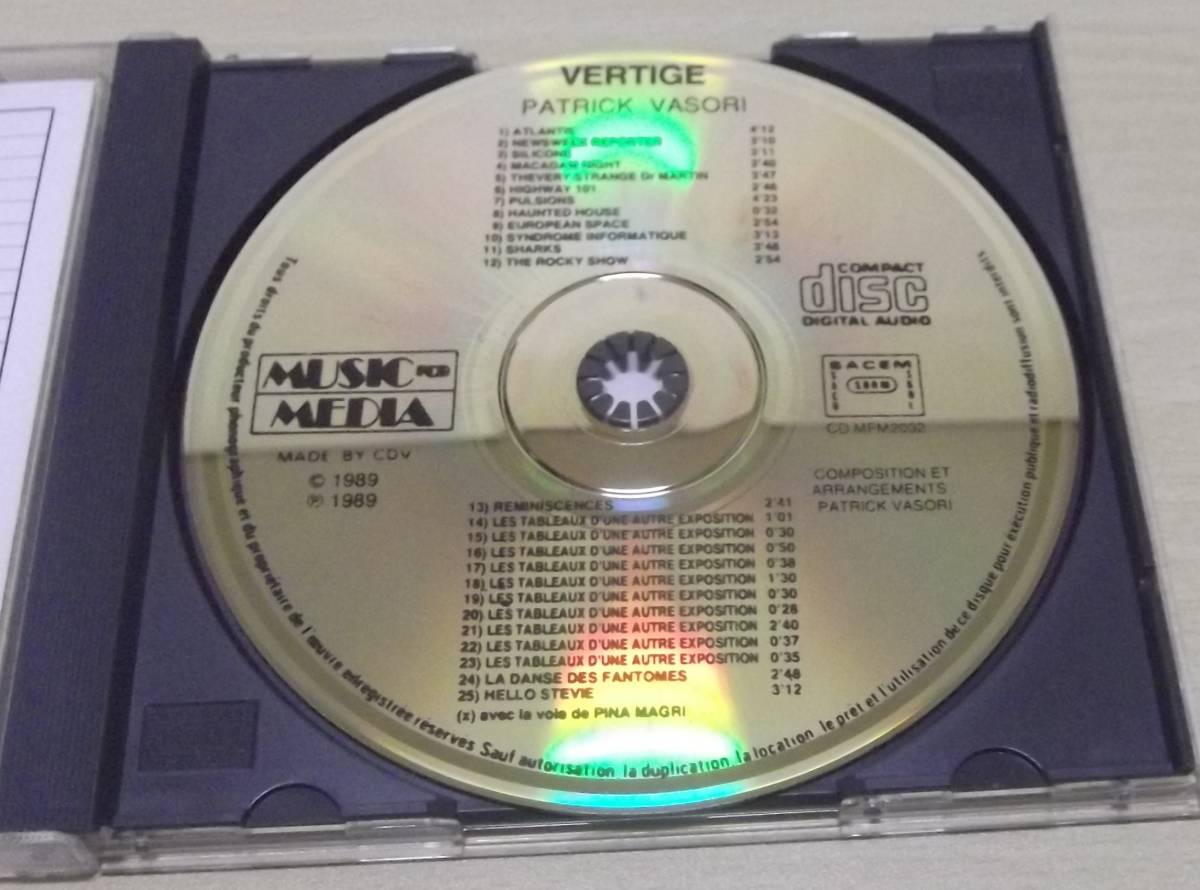 VERTIGE
PATRICK VASORI
1) ATLANTIS 4'12
2) NEWSWEEK REPORTER 3'10
3) SILICONE 3'11
4) MACADAM NIGHT 2'40
5) THEVERY STRANGE Dr MARTIN 3'47
6) HIGHWAY 101 2'46
7) PULSIONS 4'23
8) HAUNTED HOUSE 0'32
9) EUROPEAN SPACE 2'54
10) SYNDROME INFORMATIQUE 3'13
11) SHARKS 3'48
12) THE ROCKY SHOW 2'54
COMPACT
disc
DIGITAL AUDIO
MUSIC FOR
MEDIA
MADE BY CDV
© 1989
℗ 1989
SACEM
SDRM
SACD
SGDL
CD MFM2032
COMPOSITION ET
ARRANGEMENTS
PATRICK VASORI
13) REMINISCENCES 2'41
14) LES TABLEAUX D'UNE AUTRE EXPOSITION 1'01
15) LES TABLEAUX D'UNE AUTRE EXPOSITION 0'30
16) LES TABLEAUX D'UNE AUTRE EXPOSITION 0'50
17) LES TABLEAUX D'UNE AUTRE EXPOSITION 0'38
18) LES TABLEAUX D'UNE AUTRE EXPOSITION 1'30
19) LES TABLEAUX D'UNE AUTRE EXPOSITION 0'30
20) LES TABLEAUX D'UNE AUTRE EXPOSITION 0'28
21) LES TABLEAUX D'UNE AUTRE EXPOSITION 2'40
22) LES TABLEAUX D'UNE AUTRE EXPOSITION 0'37
23) LES TABLEAUX D'UNE AUTRE EXPOSITION 0'35
24) LA DANSE DES FANTOMES 2'48
25) HELLO STEVIE 3'12
(x) avec la voie de PINA MAGRI
Tous droits du producteur phonographique et du propriétaire de l'œuvre enregistrée réservés Sauf autorisation la duplication, la location le prêt et l'utilisation de ce disque pour exécution publique et radiodiffusion sont interdits